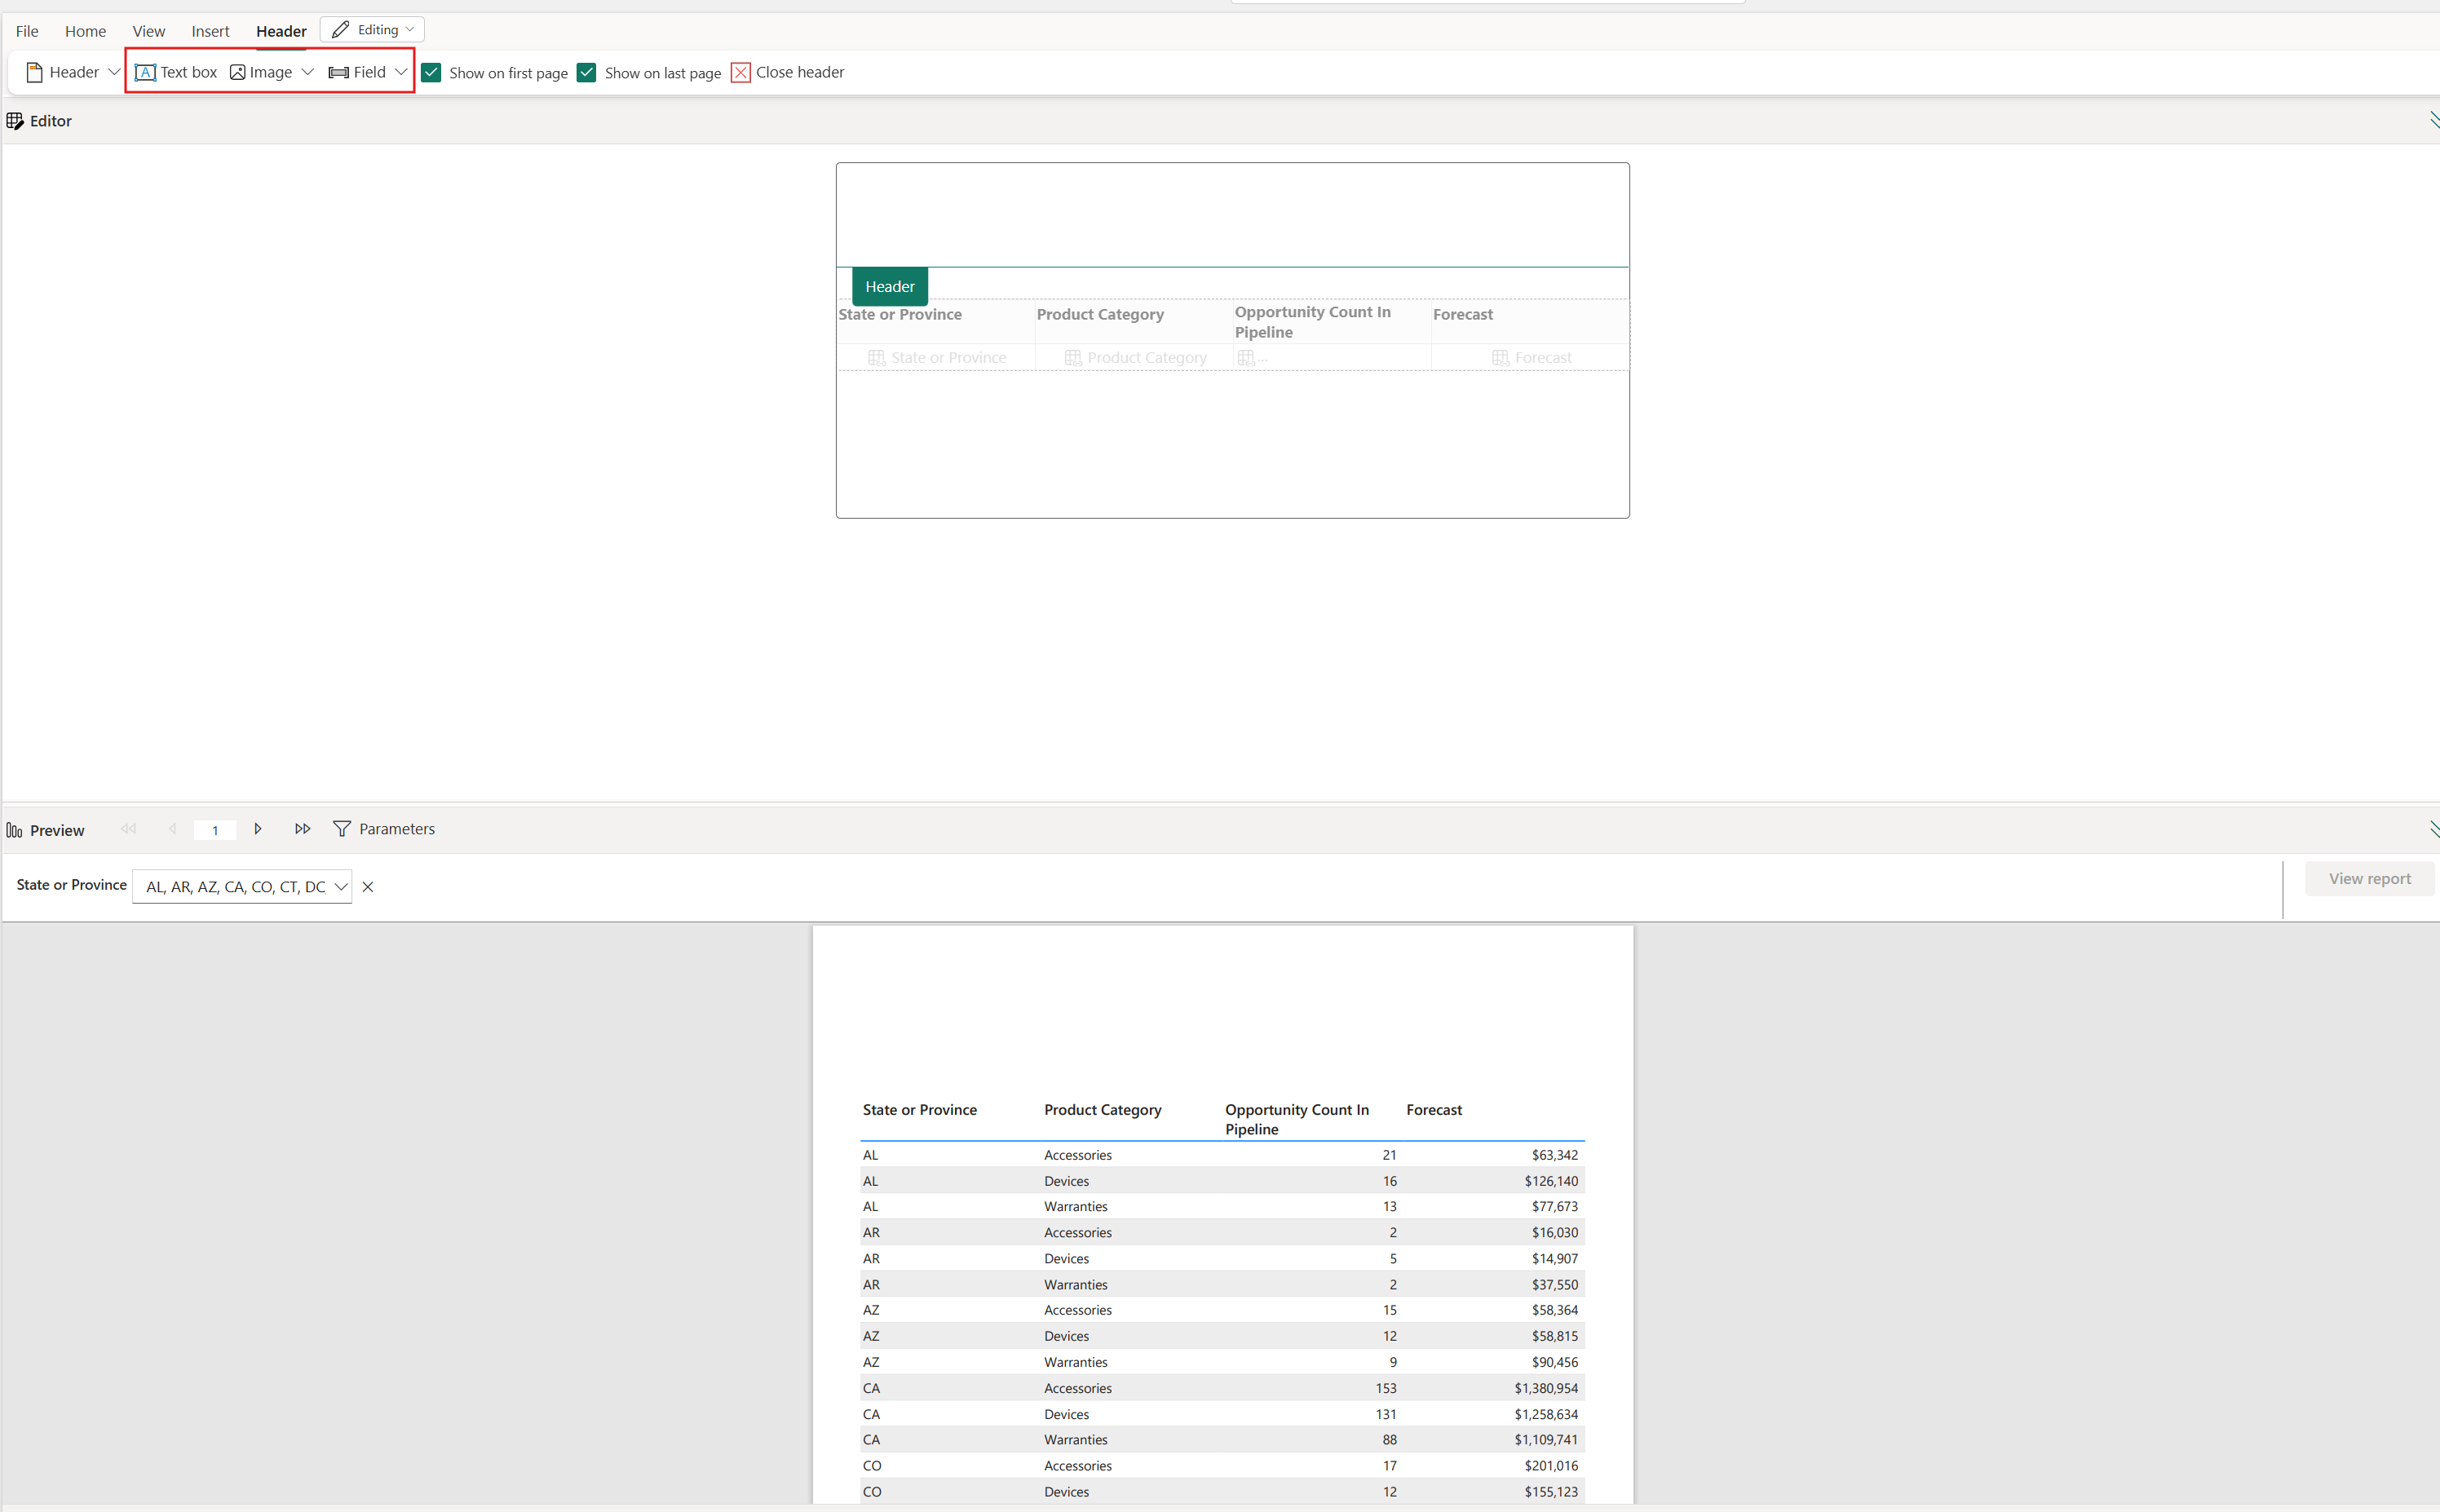 File Home View Insert Header Editing
Header Text box Image Field Show on first page Show on last page Close header
Editor
Header
State or Province Product Category Opportunity Count In Forecast
Pipeline
State or Province Product Category ... Forecast
Preview 1 Parameters
State or Province AL, AR, AZ, CA, CO, CT, DC View report
State or Province Product Category Opportunity Count In Forecast
Pipeline
AL Accessories 21 $63,342
AL Devices 16 $126,140
AL Warranties 13 $77,673
AR Accessories 2 $16,030
AR Devices 5 $14,907
AR Warranties 2 $37,550
AZ Accessories 15 $58,364
AZ Devices 12 $58,815
AZ Warranties 9 $90,456
CA Accessories 153 $1,380,954
CA Devices 131 $1,258,634
CA Warranties 88 $1,109,741
CO Accessories 17 $201,016
CO Devices 12 $155,123